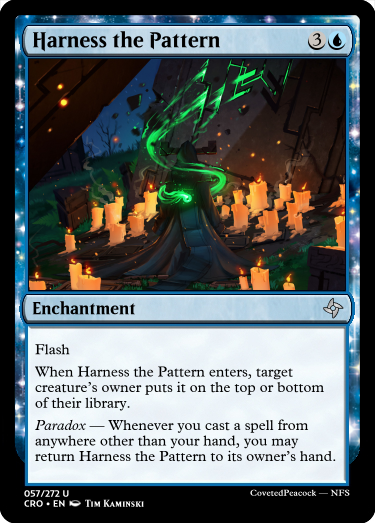 Harness the Pattern 3
Enchantment
Flash
When Harness the Pattern enters, target
creature's owner puts it on the top or bottom
of their library.
Paradox — Whenever you cast a spell from
anywhere other than your hand, you may
return Harness the Pattern to its owner's hand.
057/272 U
CRO • EN Tim Kaminski
CovetedPeacock — NFS